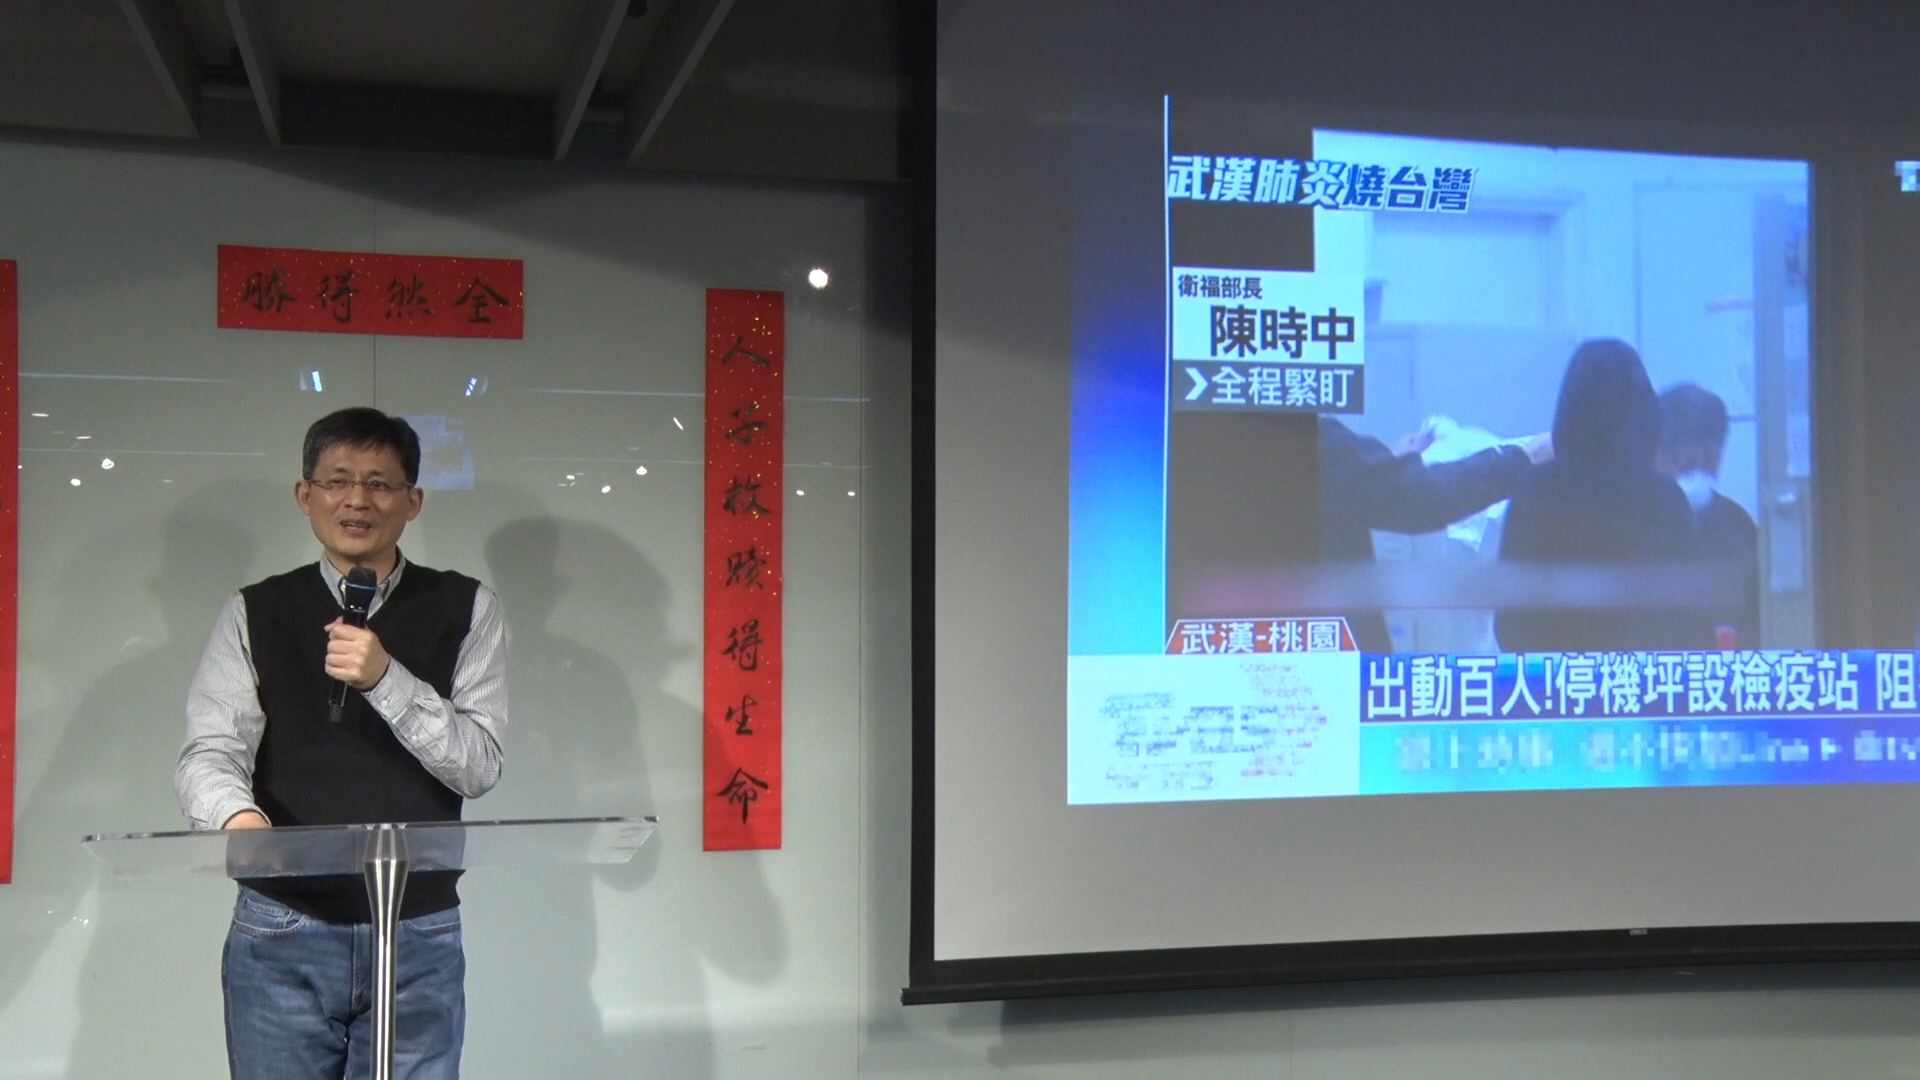 全然得勝
人子救贖得生命
武漢肺炎燒台灣
衛福部長
陳時中
全程緊盯
武漢-桃園
出動百人!停機坪設檢疫站 阻